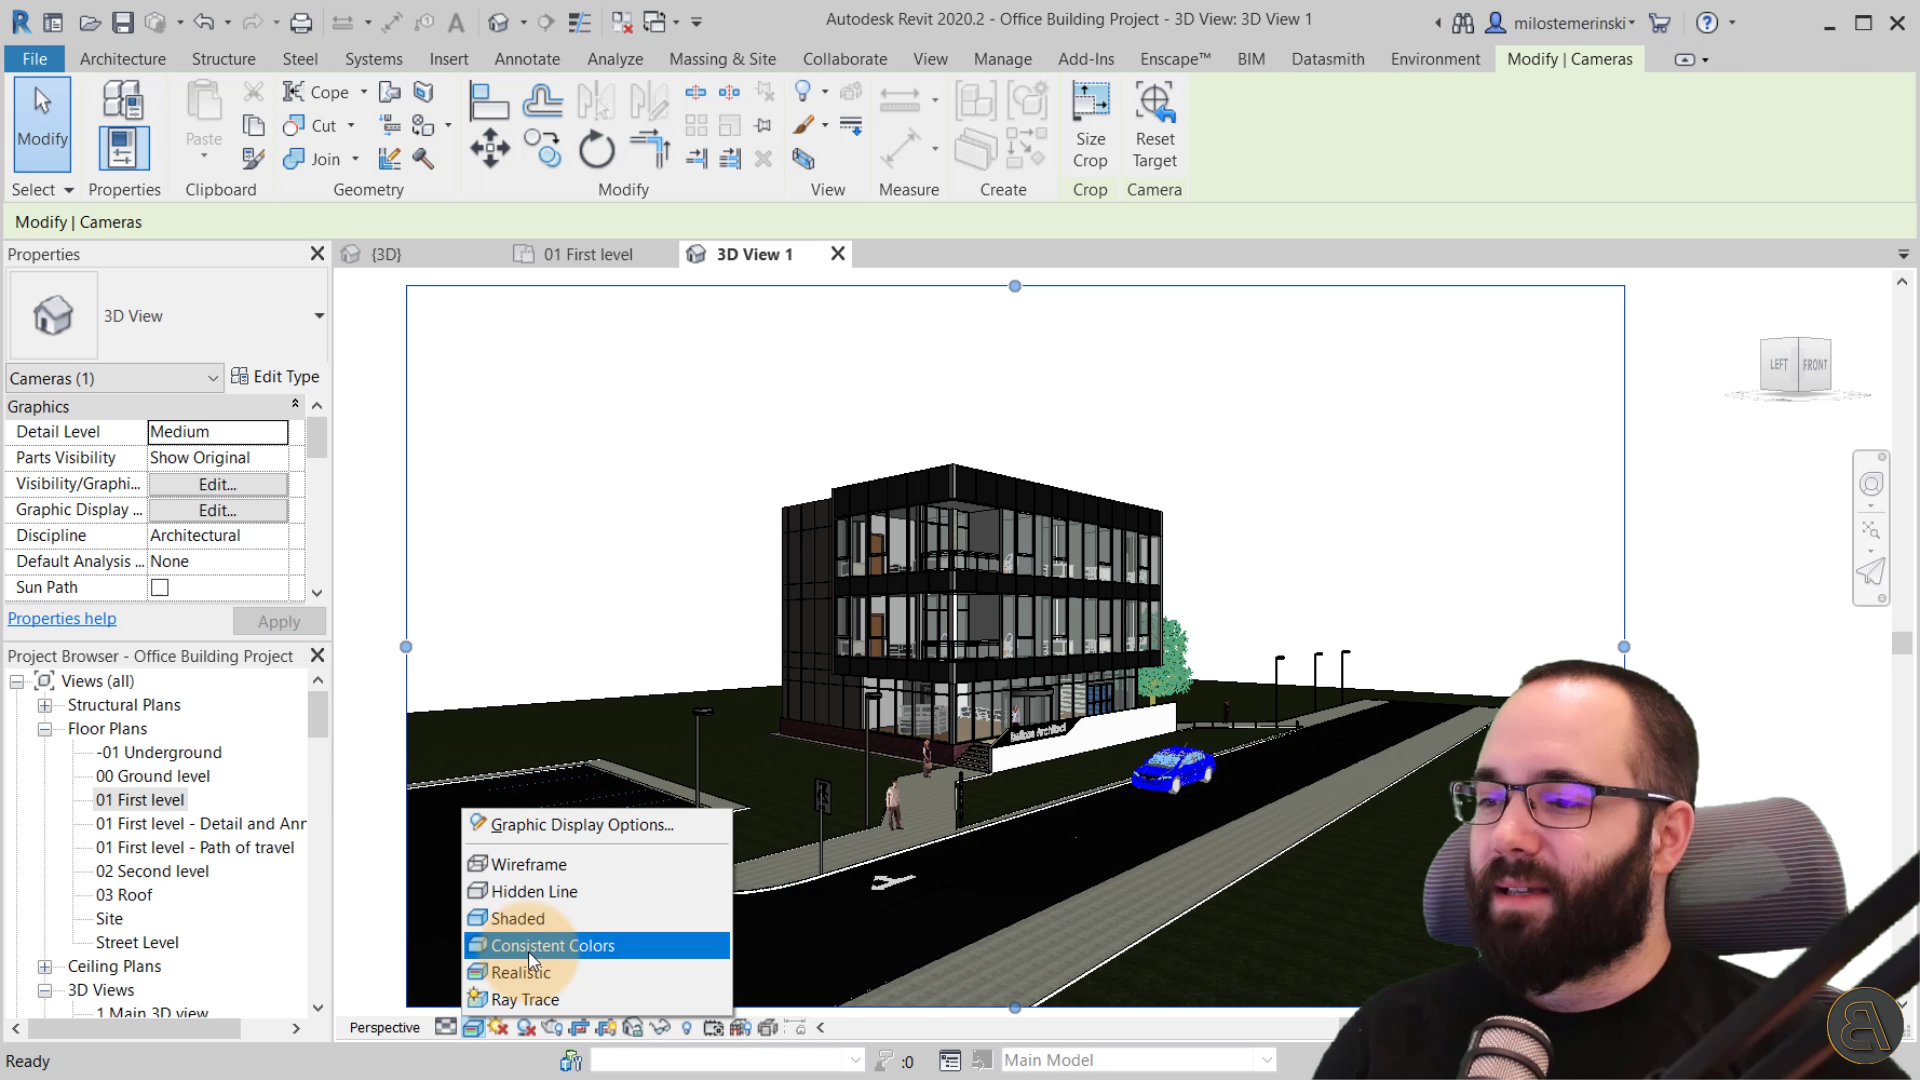 Autodesk Revit 2020.2 - Office Building Project - 3D View: 3D View 1
milostemerinski
File
Architecture
Structure
Steel
Systems
Insert
Annotate
Analyze
Massing & Site
Collaborate
View
Manage
Add-Ins
Enscape™
BIM
Datasmith
Environment
Modify | Cameras
Modify
Paste
Cope
Cut
Join
Size
Crop
Reset
Target
Select
Properties
Clipboard
Geometry
Modify
View
Measure
Create
Crop
Camera
Modify | Cameras
Properties
{3D}
01 First level
3D View 1
3D View
Cameras (1)
Edit Type
Graphics
Detail Level
Medium
Parts Visibility
Show Original
Visibility/Graphi...
Edit...
Graphic Display ...
Edit...
Discipline
Architectural
Default Analysis ...
None
Sun Path
Properties help
Apply
LEFT
FRONT
Balkan Architect
Project Browser - Office Building Project
Views (all)
Structural Plans
Floor Plans
-01 Underground
00 Ground level
01 First level
01 First level - Detail and Anr
01 First level - Path of travel
02 Second level
03 Roof
Site
Street Level
Ceiling Plans
3D Views
1 Main 3D view
Graphic Display Options...
Wireframe
Hidden Line
Shaded
Consistent Colors
Realistic
Ray Trace
Perspective
Ready
:0
Main Model